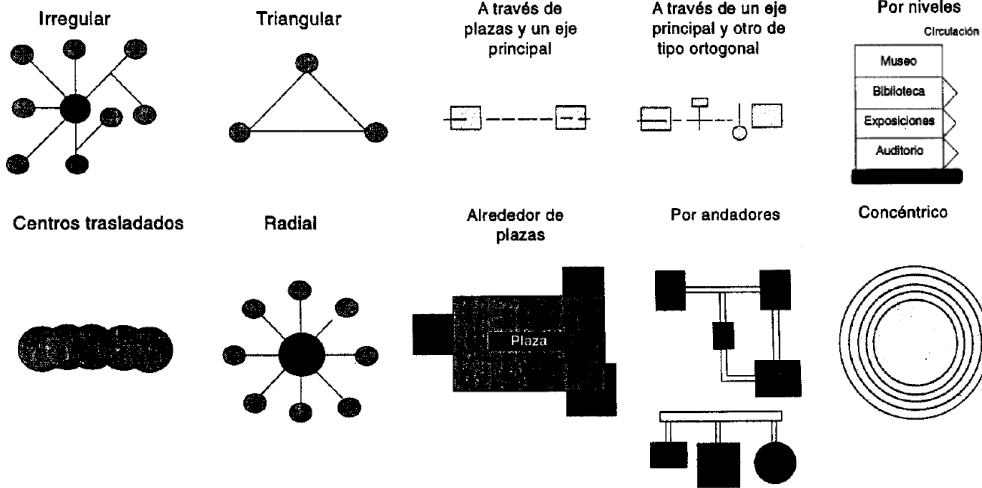 Irregular
Triangular
A través de
plazas y un eje
principal
A través de un eje
principal y otro de
tipo ortogonal
Por niveles
Circulación
Museo
Biblioteca
Exposiciones
Auditorio
Centros trasladados
Radial
Alrededor de
plazas
Plaza
Por andadores
Concéntrico